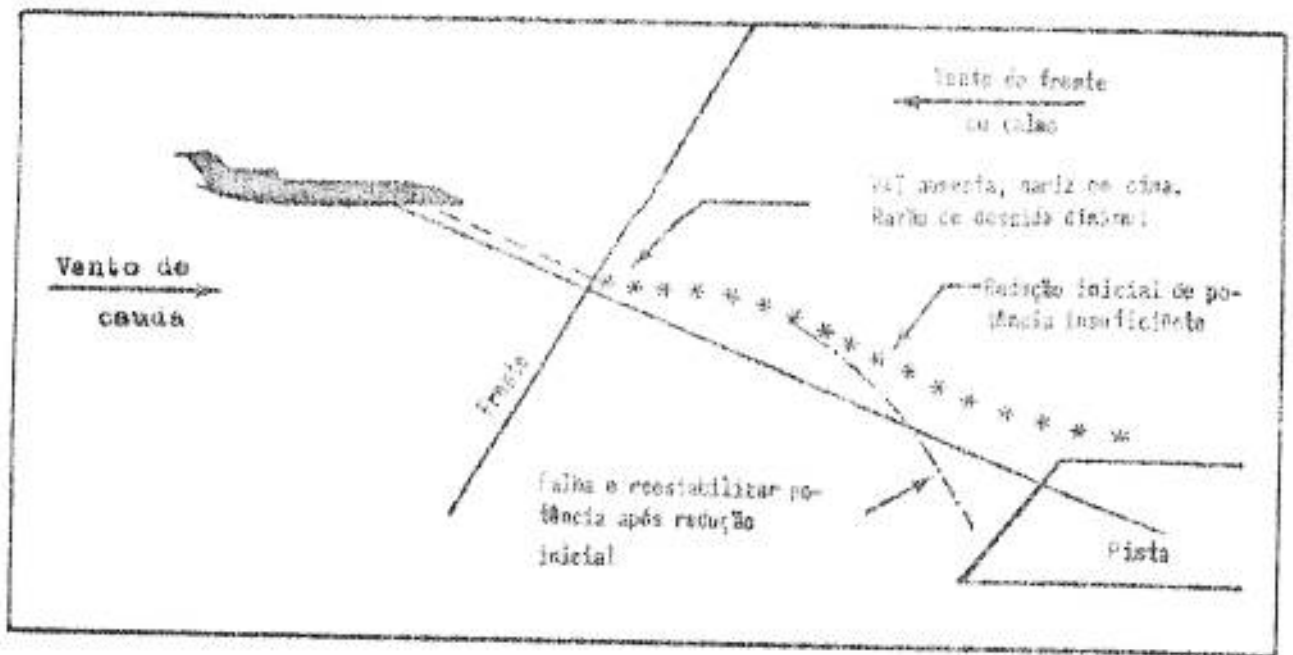 Vento de frente
ou calmo
VAI aumenta, nariz em cima.
Razão de descida diminui
Vento de
cauda
Redução inicial de po-
tência insuficiente
Frente
Falha e reestabilizar po-
tência após redução
inicial
Pista